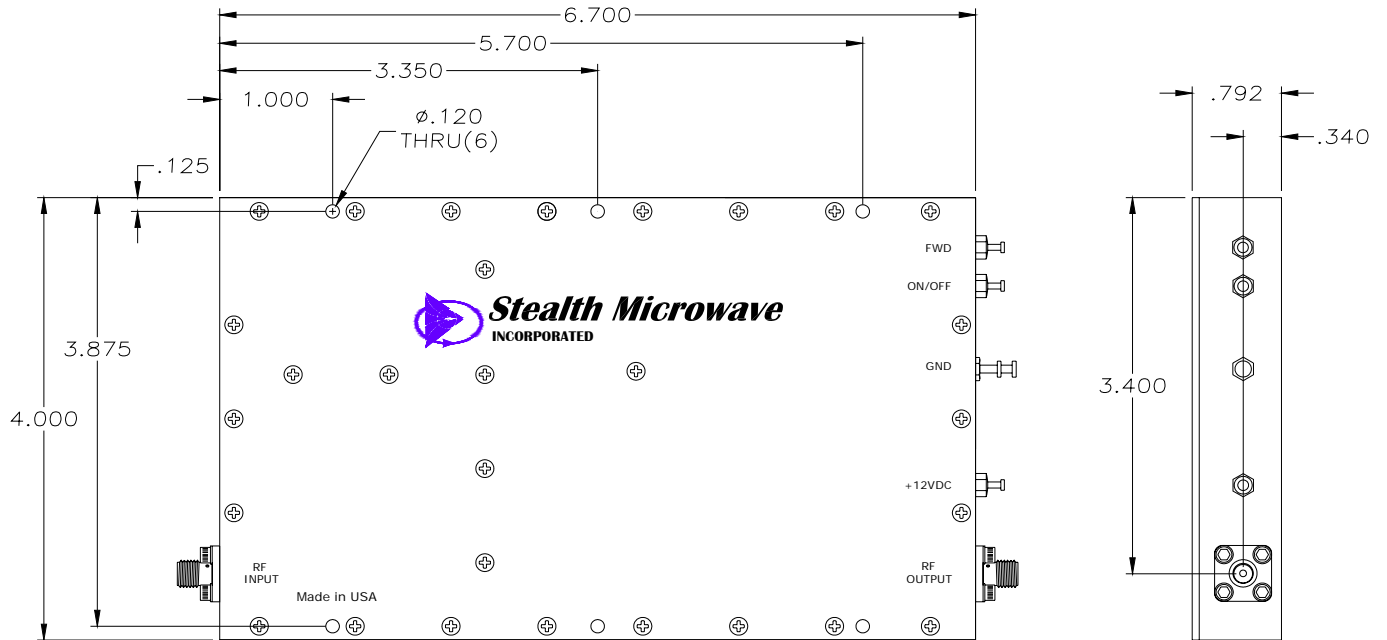 6.700
5.700
3.350
1.000
ø.120
THRU(6)
.792
.340
.125
FWD
ON/OFF
Stealth Microwave
INCORPORATED
3.875
GND
3.400
4.000
+12VDC
RF
INPUT
RF
OUTPUT
Made in USA